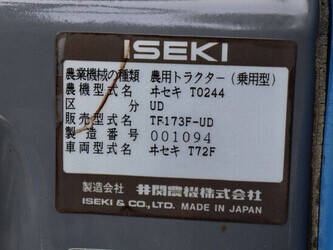 ISEKI
農業機械の種類 農用トラクター(乗用型)
農機型式名 ヰセキ T0244
区分 UD
販売型式名 TF173F-UD
製造番号 001094
車両型式名 ヰセキ T72F
製造会社 井関農機株式会社
ISEKI & CO., LTD. MADE IN JAPAN